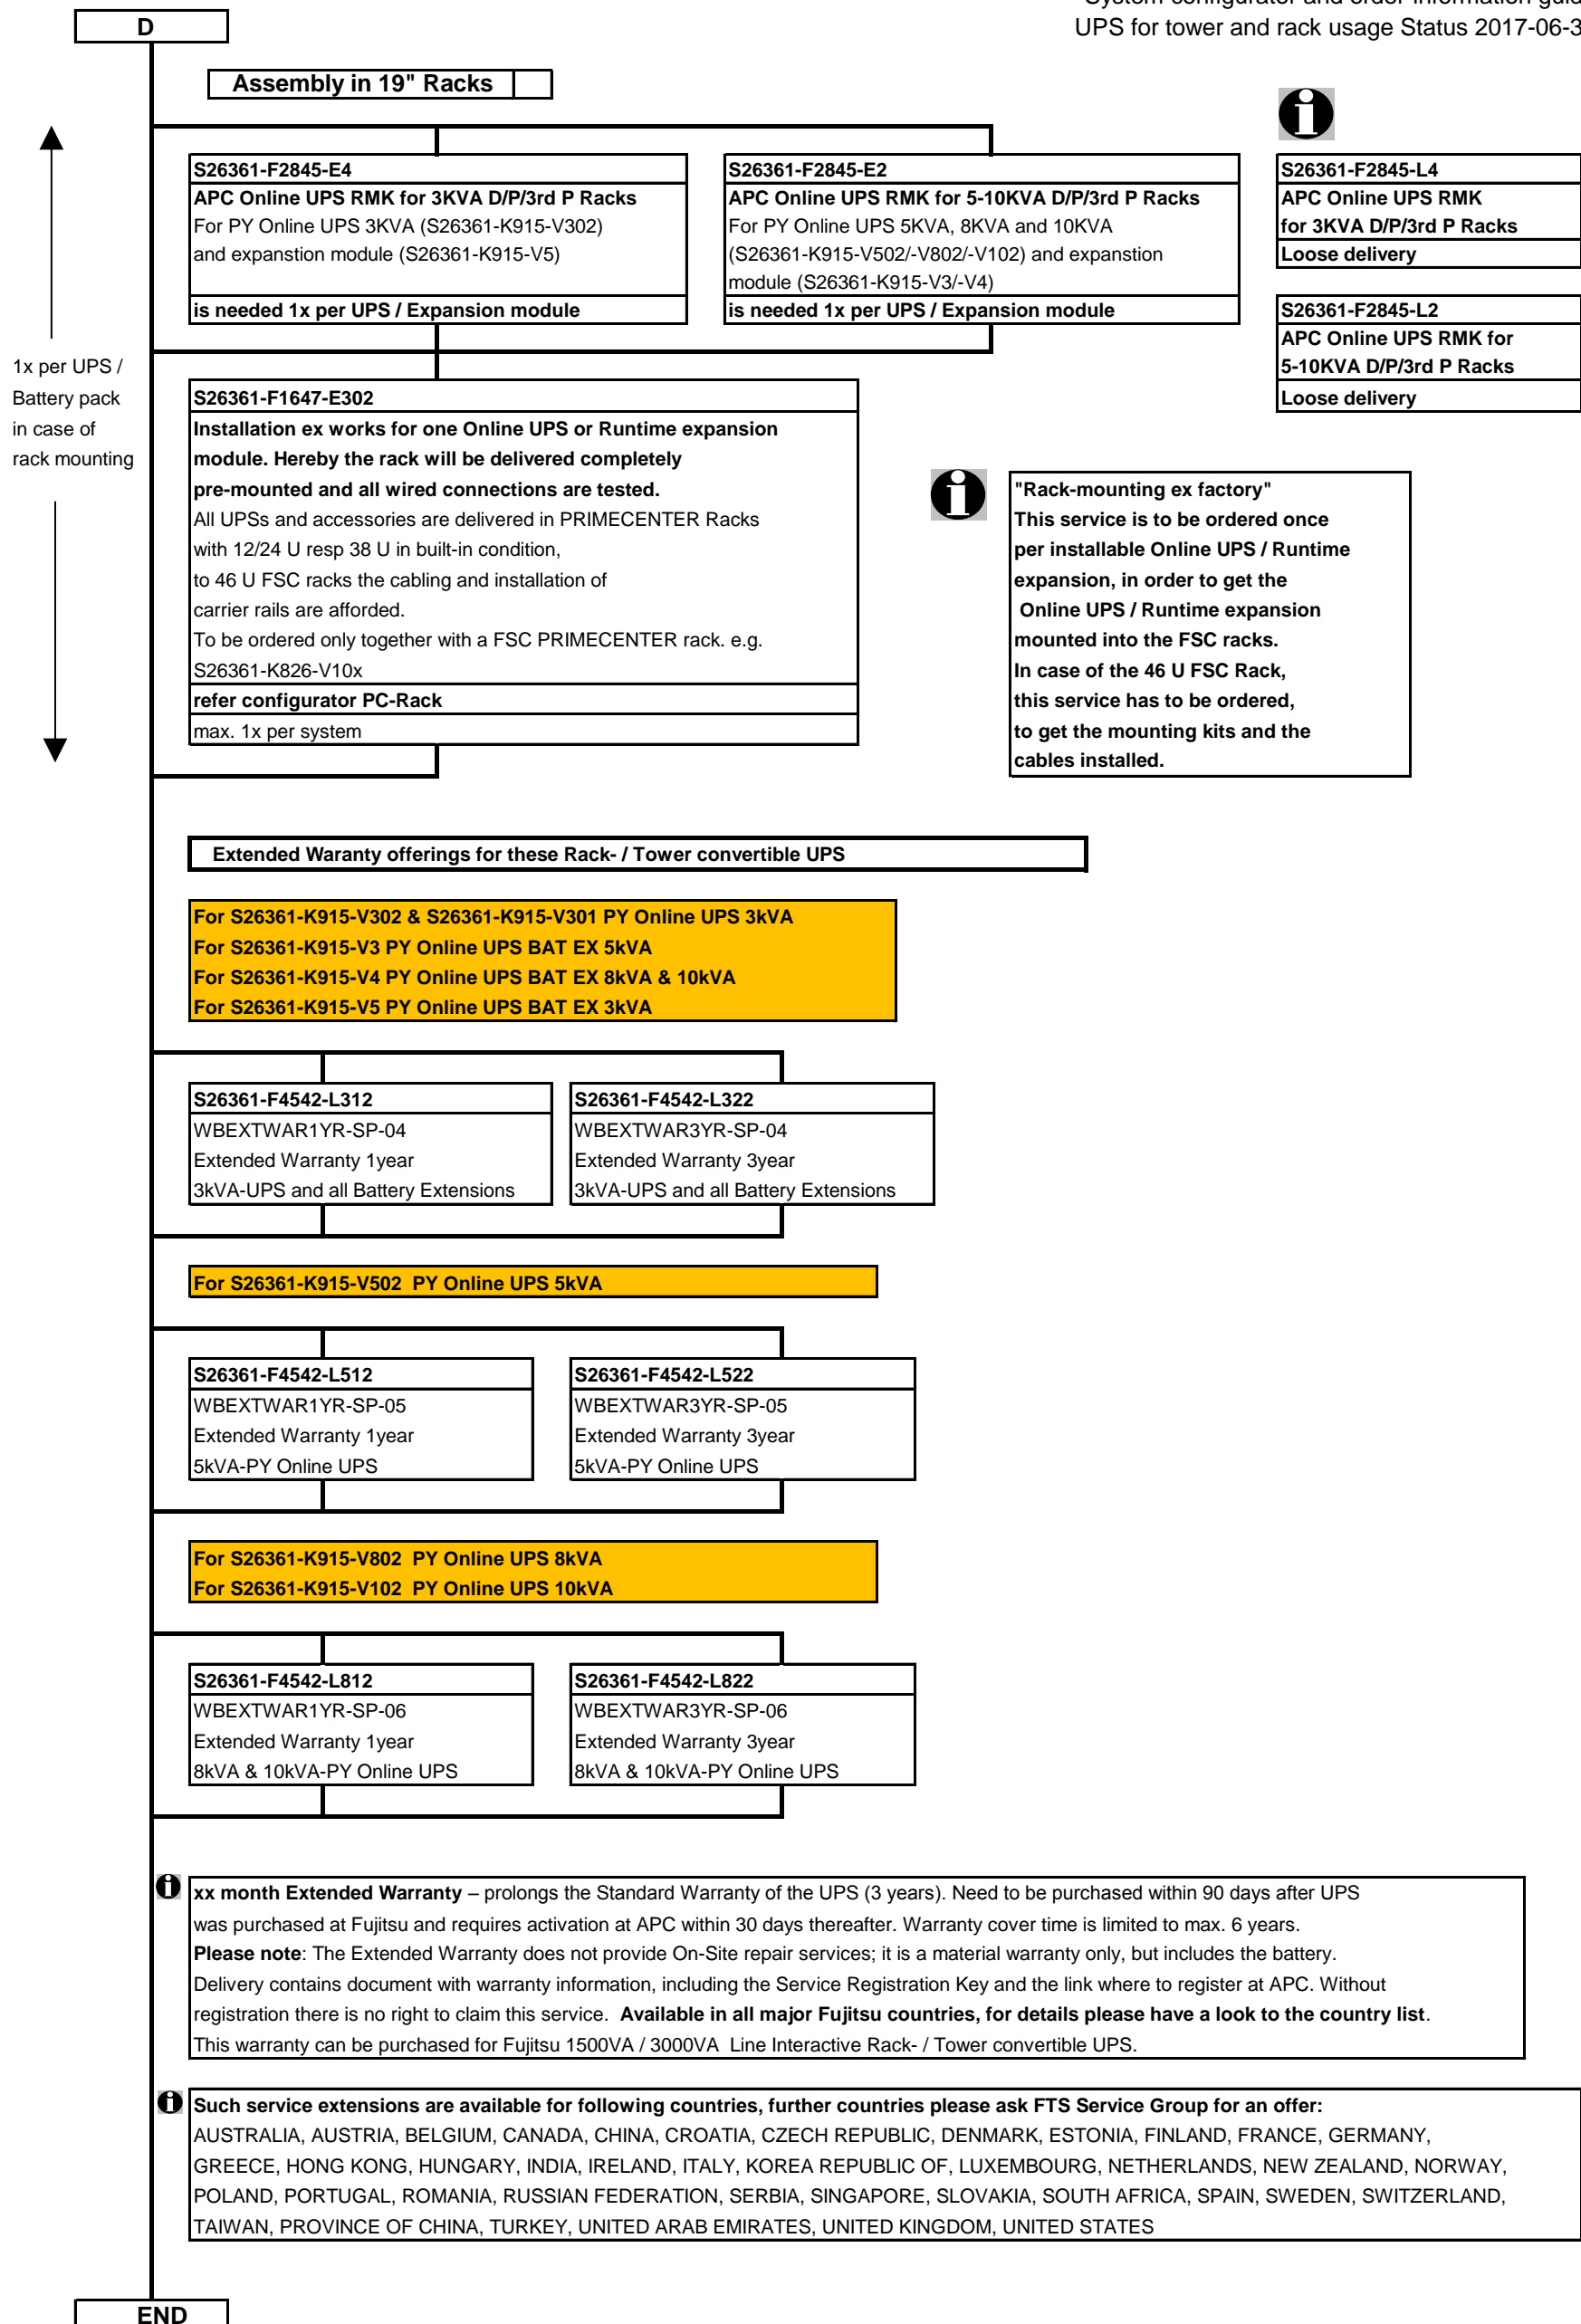 System configurator and order information guid
UPS for tower and rack usage Status 2017-06-3
D
Assembly in 19" Racks
S26361-F2845-E4
APC Online UPS RMK for 3KVA D/P/3rd P Racks
For PY Online UPS 3KVA (S26361-K915-V302)
and expanstion module (S26361-K915-V5)
is needed 1x per UPS / Expansion module
S26361-F2845-E2
APC Online UPS RMK for 5-10KVA D/P/3rd P Racks
For PY Online UPS 5KVA, 8KVA and 10KVA
(S26361-K915-V502/-V802/-V102) and expanstion
module (S26361-K915-V3/-V4)
is needed 1x per UPS / Expansion module
S26361-F2845-L4
APC Online UPS RMK
for 3KVA D/P/3rd P Racks
Loose delivery
S26361-F2845-L2
APC Online UPS RMK for
5-10KVA D/P/3rd P Racks
Loose delivery
1x per UPS /
Battery pack
in case of
rack mounting
S26361-F1647-E302
Installation ex works for one Online UPS or Runtime expansion
module. Hereby the rack will be delivered completely
pre-mounted and all wired connections are tested.
All UPSs and accessories are delivered in PRIMECENTER Racks
with 12/24 U resp 38 U in built-in condition,
to 46 U FSC racks the cabling and installation of
carrier rails are afforded.
To be ordered only together with a FSC PRIMECENTER rack. e.g.
S26361-K826-V10x
refer configurator PC-Rack
max. 1x per system
"Rack-mounting ex factory"
This service is to be ordered once
per installable Online UPS / Runtime
expansion, in order to get the
Online UPS / Runtime expansion
mounted into the FSC racks.
In case of the 46 U FSC Rack,
this service has to be ordered,
to get the mounting kits and the
cables installed.
Extended Waranty offerings for these Rack- / Tower convertible UPS
For S26361-K915-V302 & S26361-K915-V301 PY Online UPS 3kVA
For S26361-K915-V3 PY Online UPS BAT EX 5kVA
For S26361-K915-V4 PY Online UPS BAT EX 8kVA & 10kVA
For S26361-K915-V5 PY Online UPS BAT EX 3kVA
S26361-F4542-L312
WBEXTWAR1YR-SP-04
Extended Warranty 1year
3kVA-UPS and all Battery Extensions
S26361-F4542-L322
WBEXTWAR3YR-SP-04
Extended Warranty 3year
3kVA-UPS and all Battery Extensions
For S26361-K915-V502 PY Online UPS 5kVA
S26361-F4542-L512
WBEXTWAR1YR-SP-05
Extended Warranty 1year
5kVA-PY Online UPS
S26361-F4542-L522
WBEXTWAR3YR-SP-05
Extended Warranty 3year
5kVA-PY Online UPS
For S26361-K915-V802 PY Online UPS 8kVA
For S26361-K915-V102 PY Online UPS 10kVA
S26361-F4542-L812
WBEXTWAR1YR-SP-06
Extended Warranty 1year
8kVA & 10kVA-PY Online UPS
S26361-F4542-L822
WBEXTWAR3YR-SP-06
Extended Warranty 3year
8kVA & 10kVA-PY Online UPS
xx month Extended Warranty – prolongs the Standard Warranty of the UPS (3 years). Need to be purchased within 90 days after UPS
was purchased at Fujitsu and requires activation at APC within 30 days thereafter. Warranty cover time is limited to max. 6 years.
Please note: The Extended Warranty does not provide On-Site repair services; it is a material warranty only, but includes the battery.
Delivery contains document with warranty information, including the Service Registration Key and the link where to register at APC. Without
registration there is no right to claim this service. Available in all major Fujitsu countries, for details please have a look to the country list.
This warranty can be purchased for Fujitsu 1500VA / 3000VA Line Interactive Rack- / Tower convertible UPS.
Such service extensions are available for following countries, further countries please ask FTS Service Group for an offer:
AUSTRALIA, AUSTRIA, BELGIUM, CANADA, CHINA, CROATIA, CZECH REPUBLIC, DENMARK, ESTONIA, FINLAND, FRANCE, GERMANY,
GREECE, HONG KONG, HUNGARY, INDIA, IRELAND, ITALY, KOREA REPUBLIC OF, LUXEMBOURG, NETHERLANDS, NEW ZEALAND, NORWAY,
POLAND, PORTUGAL, ROMANIA, RUSSIAN FEDERATION, SERBIA, SINGAPORE, SLOVAKIA, SOUTH AFRICA, SPAIN, SWEDEN, SWITZERLAND,
TAIWAN, PROVINCE OF CHINA, TURKEY, UNITED ARAB EMIRATES, UNITED KINGDOM, UNITED STATES
END